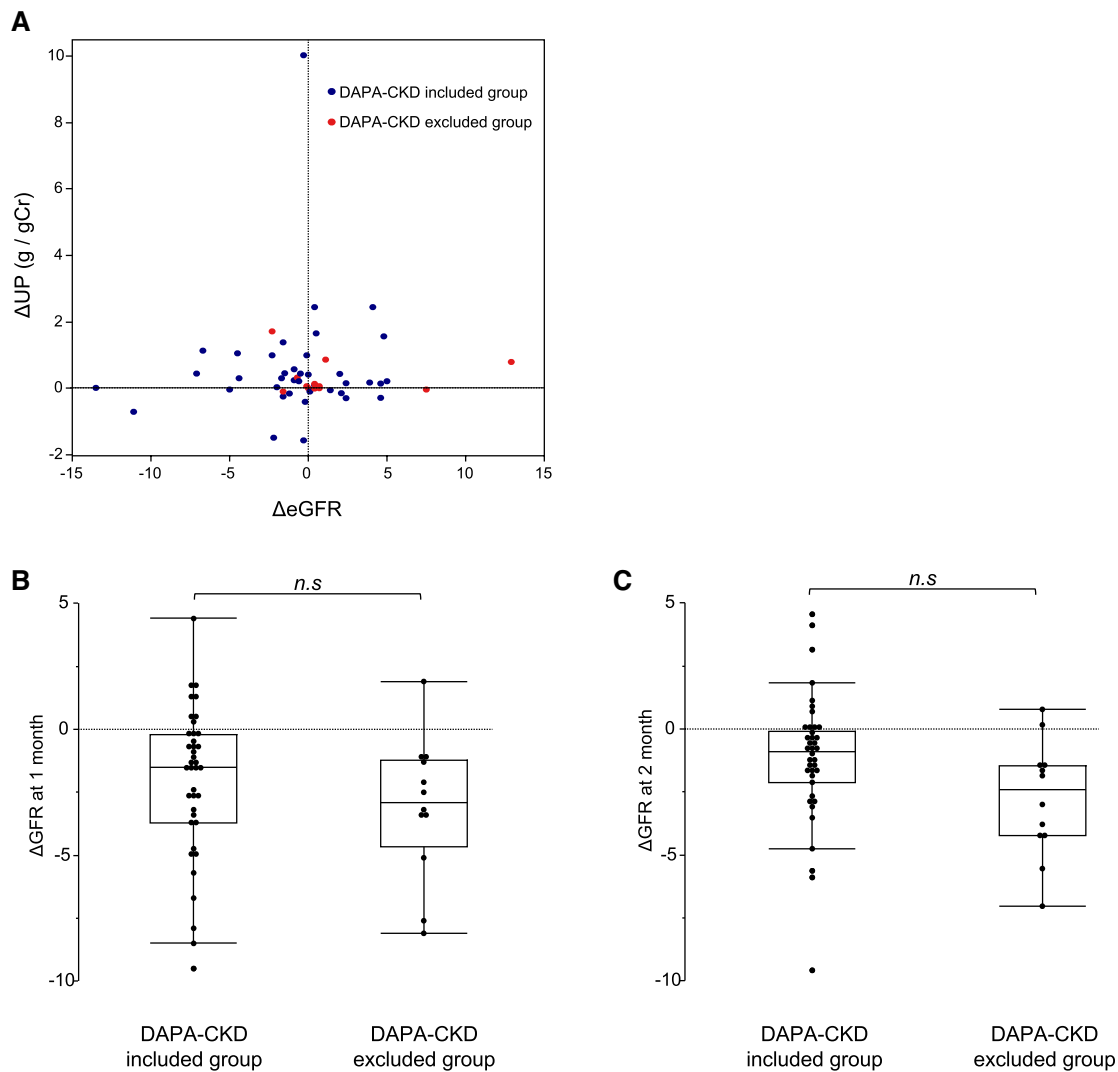 A
10
8
6
4
2
0
-2
ΔUP (g / gCr)
DAPA-CKD included group
DAPA-CKD excluded group
-15 -10 -5 0 5 10 15
ΔeGFR
B
n.s
5
0
-5
-10
ΔGFR at 1 month
DAPA-CKD
included group
DAPA-CKD
excluded group
C
n.s
5
0
-5
-10
ΔGFR at 2 month
DAPA-CKD
included group
DAPA-CKD
excluded group